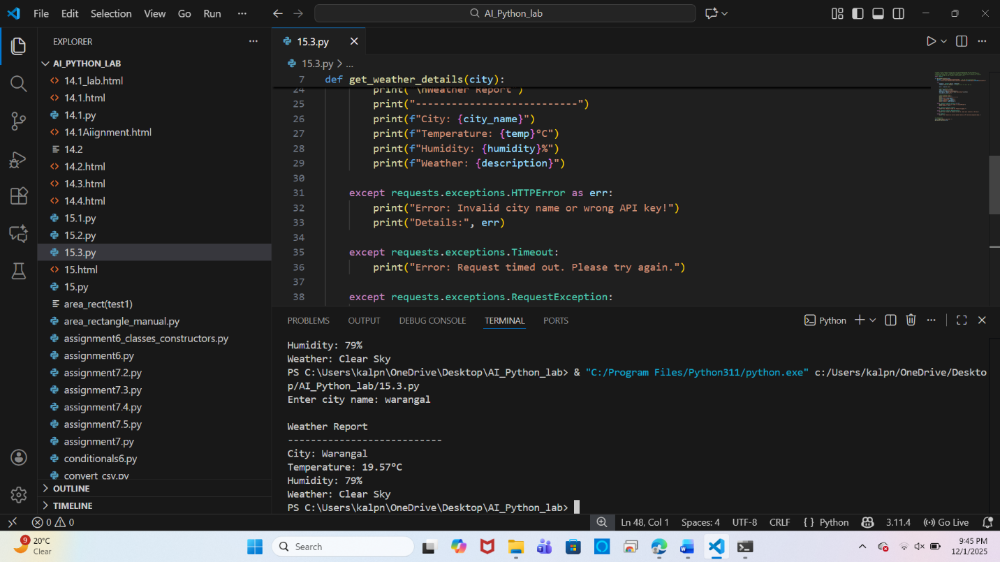 File Edit Selection View Go Run ··· AI_Python_lab
EXPLORER ···
AI_PYTHON_LAB
14.1_lab.html
14.1.html
14.1.py
14.1Aiignment.html
14.2
14.2.html
14.3.html
14.4.html
15.1.py
15.2.py
15.3.py
15.html
15.py
area_rect(test1)
area_rectangle_manual.py
assignment6_classes_constructors.py
assignment6.py
assignment7.2.py
assignment7.3.py
assignment7.4.py
assignment7.5.py
assignment7.py
conditionals6.py
convert_csv.py
OUTLINE
TIMELINE
15.3.py
15.3.py > ...
7 def get_weather_details(city):
24 print("\nWeather Report")
25 print("---------------------------")
26 print(f"City: {city_name}")
27 print(f"Temperature: {temp}°C")
28 print(f"Humidity: {humidity}%")
29 print(f"Weather: {description}")
30
31 except requests.exceptions.HTTPError as err:
32 print("Error: Invalid city name or wrong API key!")
33 print("Details:", err)
34
35 except requests.exceptions.Timeout:
36 print("Error: Request timed out. Please try again.")
37
38 except requests.exceptions.RequestException:
PROBLEMS OUTPUT DEBUG CONSOLE TERMINAL PORTS Python
Humidity: 79%
Weather: Clear Sky
PS C:\Users\kalpn\OneDrive\Desktop\AI_Python_lab> & "C:/Program Files/Python311/python.exe" c:/Users/kalpn/OneDrive/Deskto
p/AI_Python_lab/15.3.py
Enter city name: warangal
Weather Report
---------------------------
City: Warangal
Temperature: 19.57°C
Humidity: 79%
Weather: Clear Sky
PS C:\Users\kalpn\OneDrive\Desktop\AI_Python_lab>
0 0 Ln 48, Col 1 Spaces: 4 UTF-8 CRLF {} Python 3.11.4 Go Live
9 20°C
Clear
Search
9:45 PM
12/1/2025